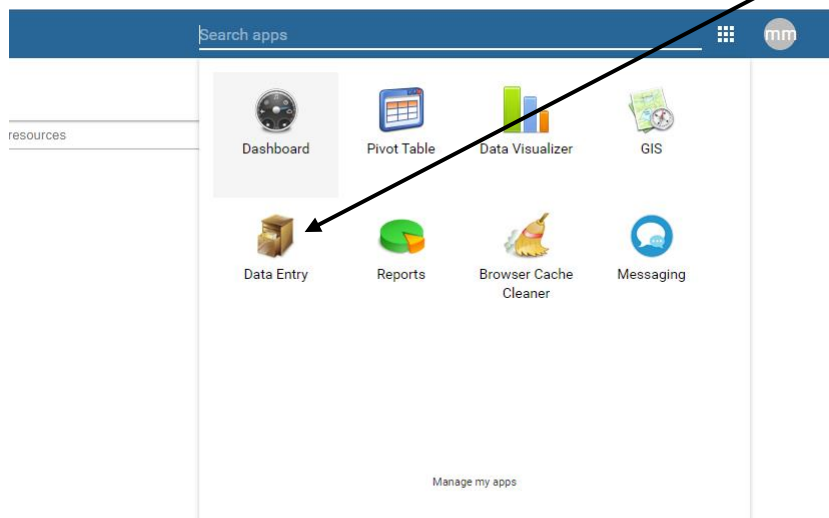 Search apps
mm
resources
Dashboard
Pivot Table
Data Visualizer
GIS
Data Entry
Reports
Browser Cache
Cleaner
Messaging
Manage my apps